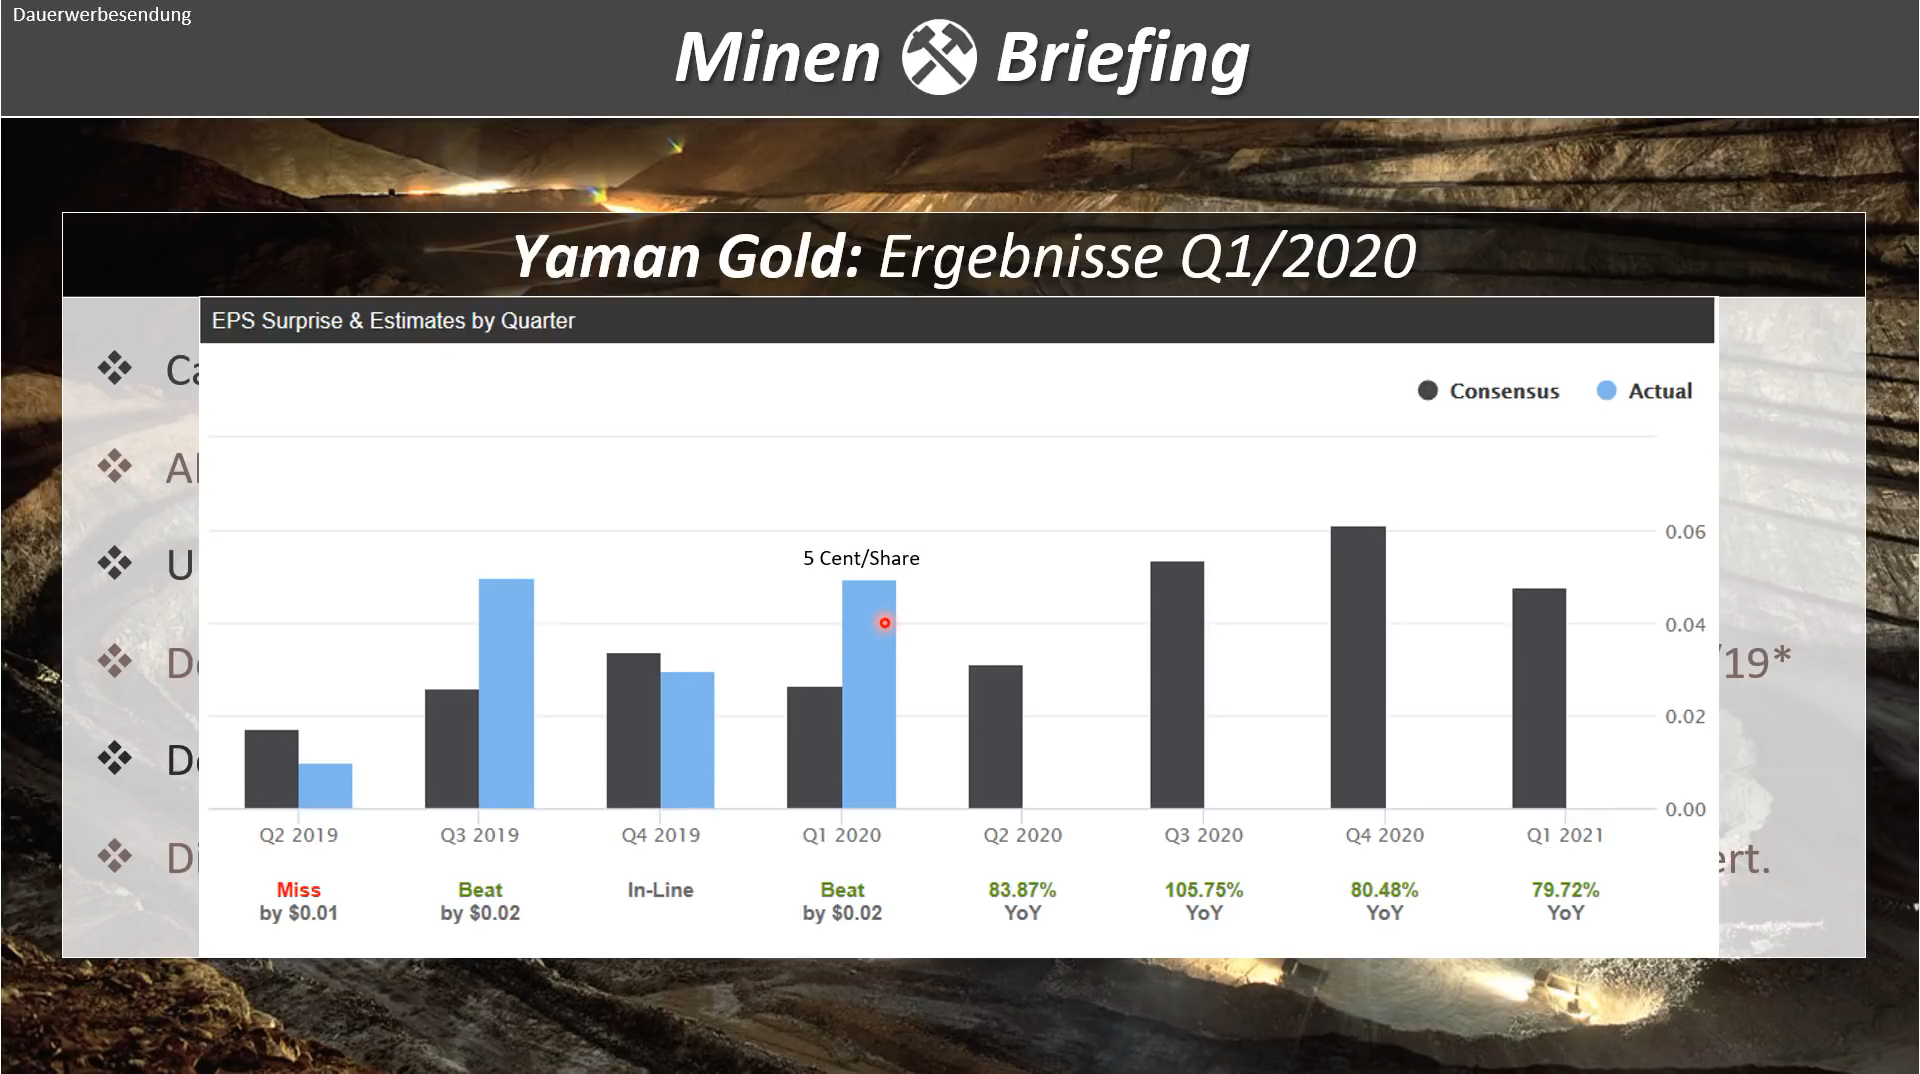 Dauerwerbesendung
Minen Briefing
Yaman Gold: Ergebnisse Q1/2020
EPS Surprise & Estimates by Quarter
Consensus Actual
0.06
5 Cent/Share
0.04
/19*
0.02
0.00
Q2 2019 Q3 2019 Q4 2019 Q1 2020 Q2 2020 Q3 2020 Q4 2020 Q1 2021
ert.
Miss Beat In-Line Beat 83.87% 105.75% 80.48% 79.72%
by $0.01 by $0.02 by $0.02 YoY YoY YoY YoY